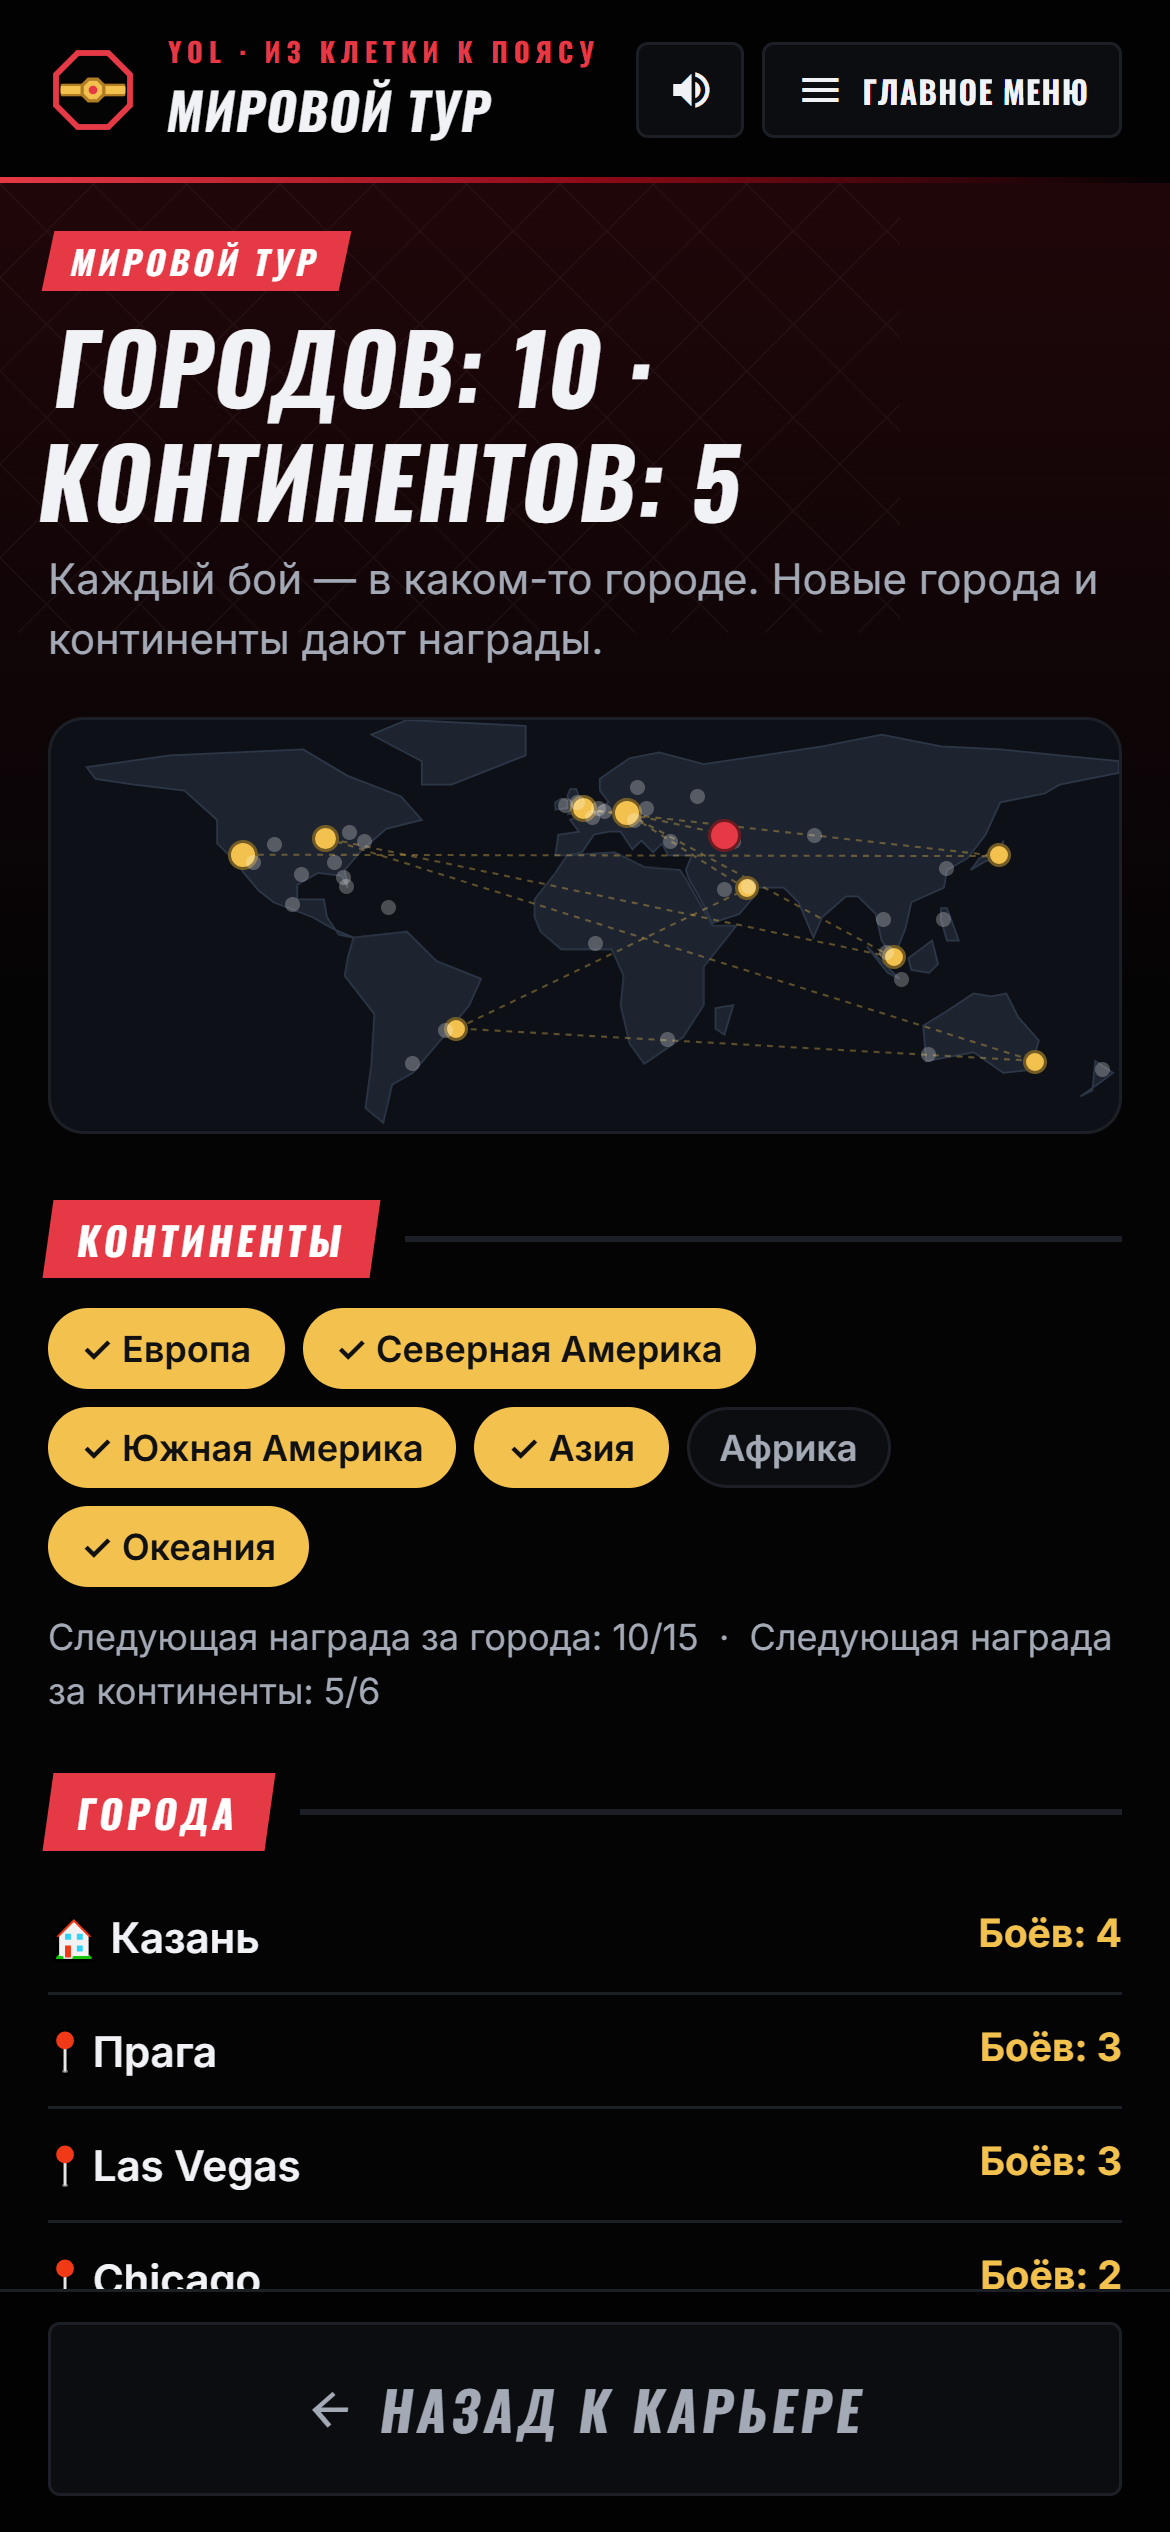 YOL · ИЗ КЛЕТКИ К ПОЯСУ
МИРОВОЙ ТУР
ГЛАВНОЕ МЕНЮ
МИРОВОЙ ТУР
ГОРОДОВ: 10 ·
КОНТИНЕНТОВ: 5
Каждый бой — в каком-то городе. Новые города и
континенты дают награды.
КОНТИНЕНТЫ
✓ Европа
✓ Северная Америка
✓ Южная Америка
✓ Азия
Африка
✓ Океания
Следующая награда за города: 10/15 · Следующая награда
за континенты: 5/6
ГОРОДА
Казань
Боёв: 4
Прага
Боёв: 3
Las Vegas
Боёв: 3
Chicago
Боёв: 2
← НАЗАД К КАРЬЕРЕ